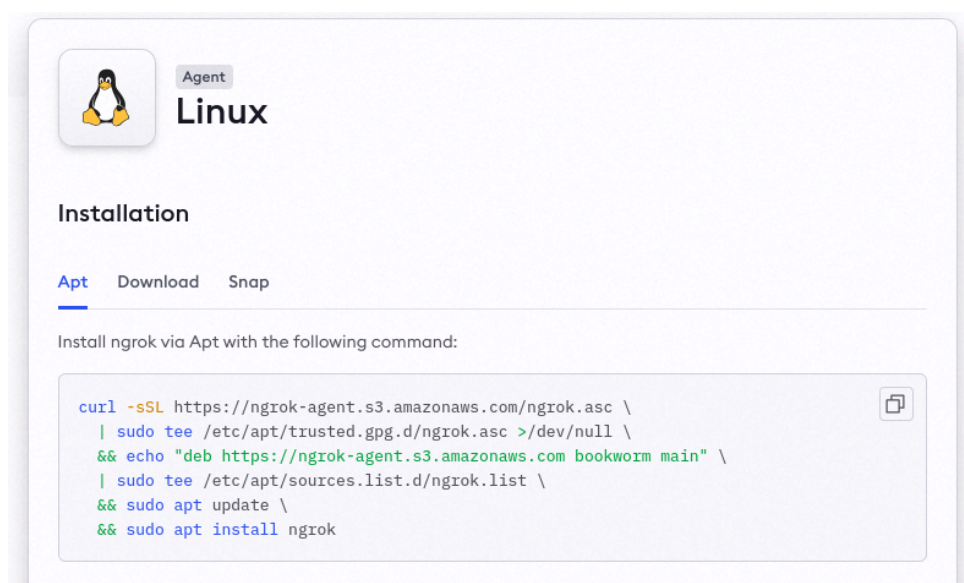 Agent
Linux
Installation
Apt Download Snap
Install ngrok via Apt with the following command:
curl -sSL https://ngrok-agent.s3.amazonaws.com/ngrok.asc \
  | sudo tee /etc/apt/trusted.gpg.d/ngrok.asc >/dev/null \
  && echo "deb https://ngrok-agent.s3.amazonaws.com bookworm main" \
  | sudo tee /etc/apt/sources.list.d/ngrok.list \
  && sudo apt update \
  && sudo apt install ngrok